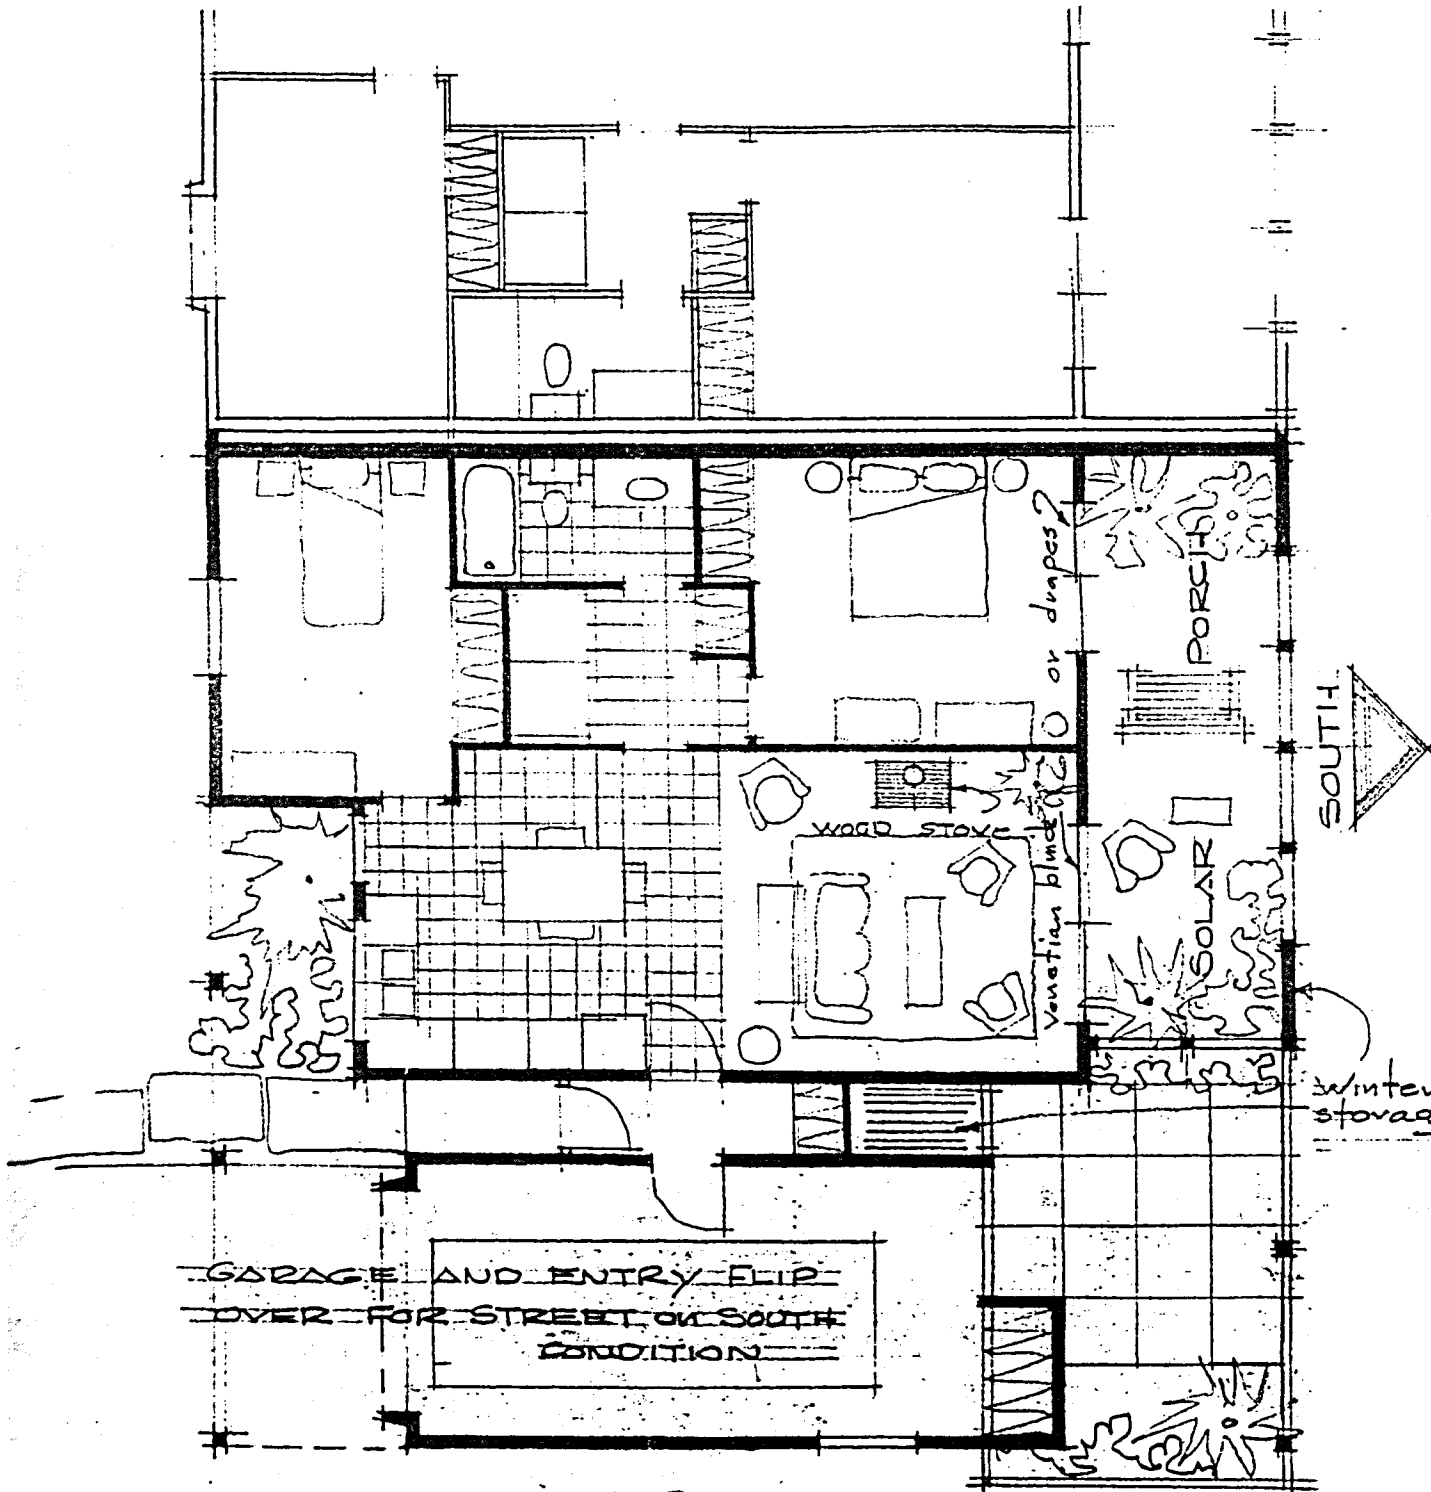 Venetian blinds or drapes?
SOLAR PORCH
SOUTH
WOOD STOVE
winter
storag
GARAGE AND ENTRY FLIP
OVER FOR STREET ON SOUTH
CONDITION